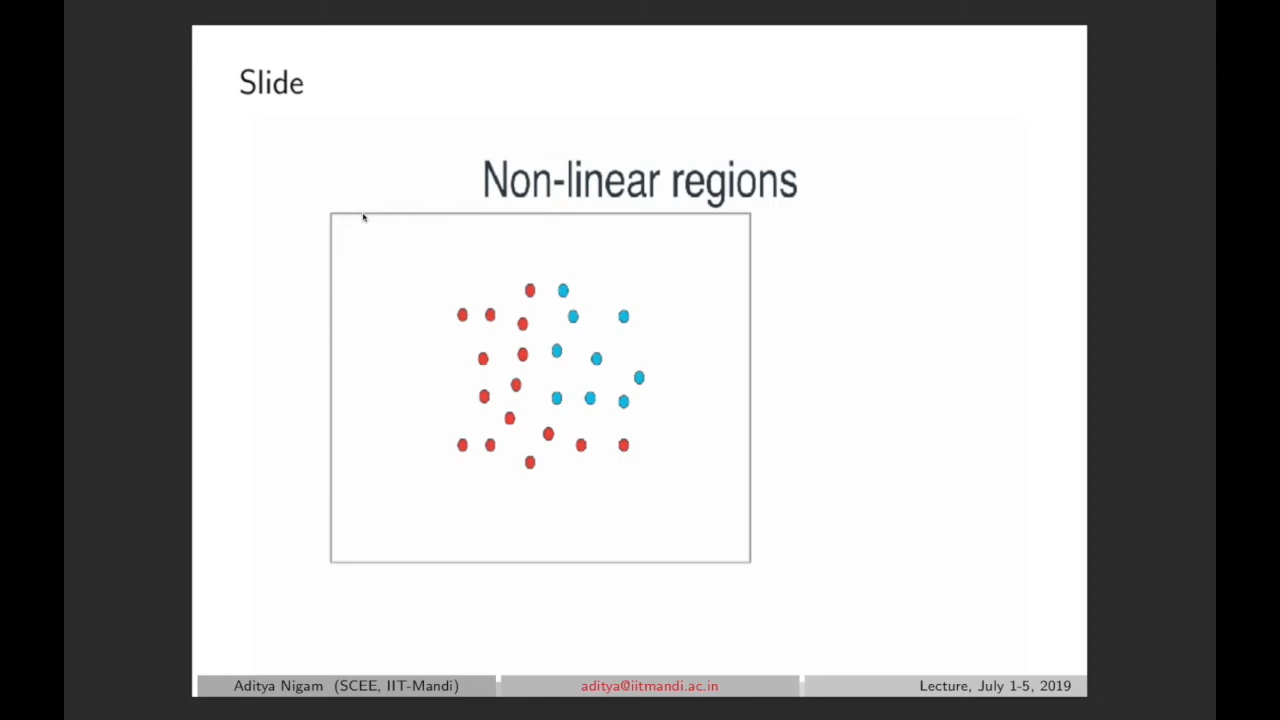 Slide
Non-linear regions
Aditya Nigam (SCEE, IIT-Mandi)
aditya@iitmandi.ac.in
Lecture, July 1-5, 2019